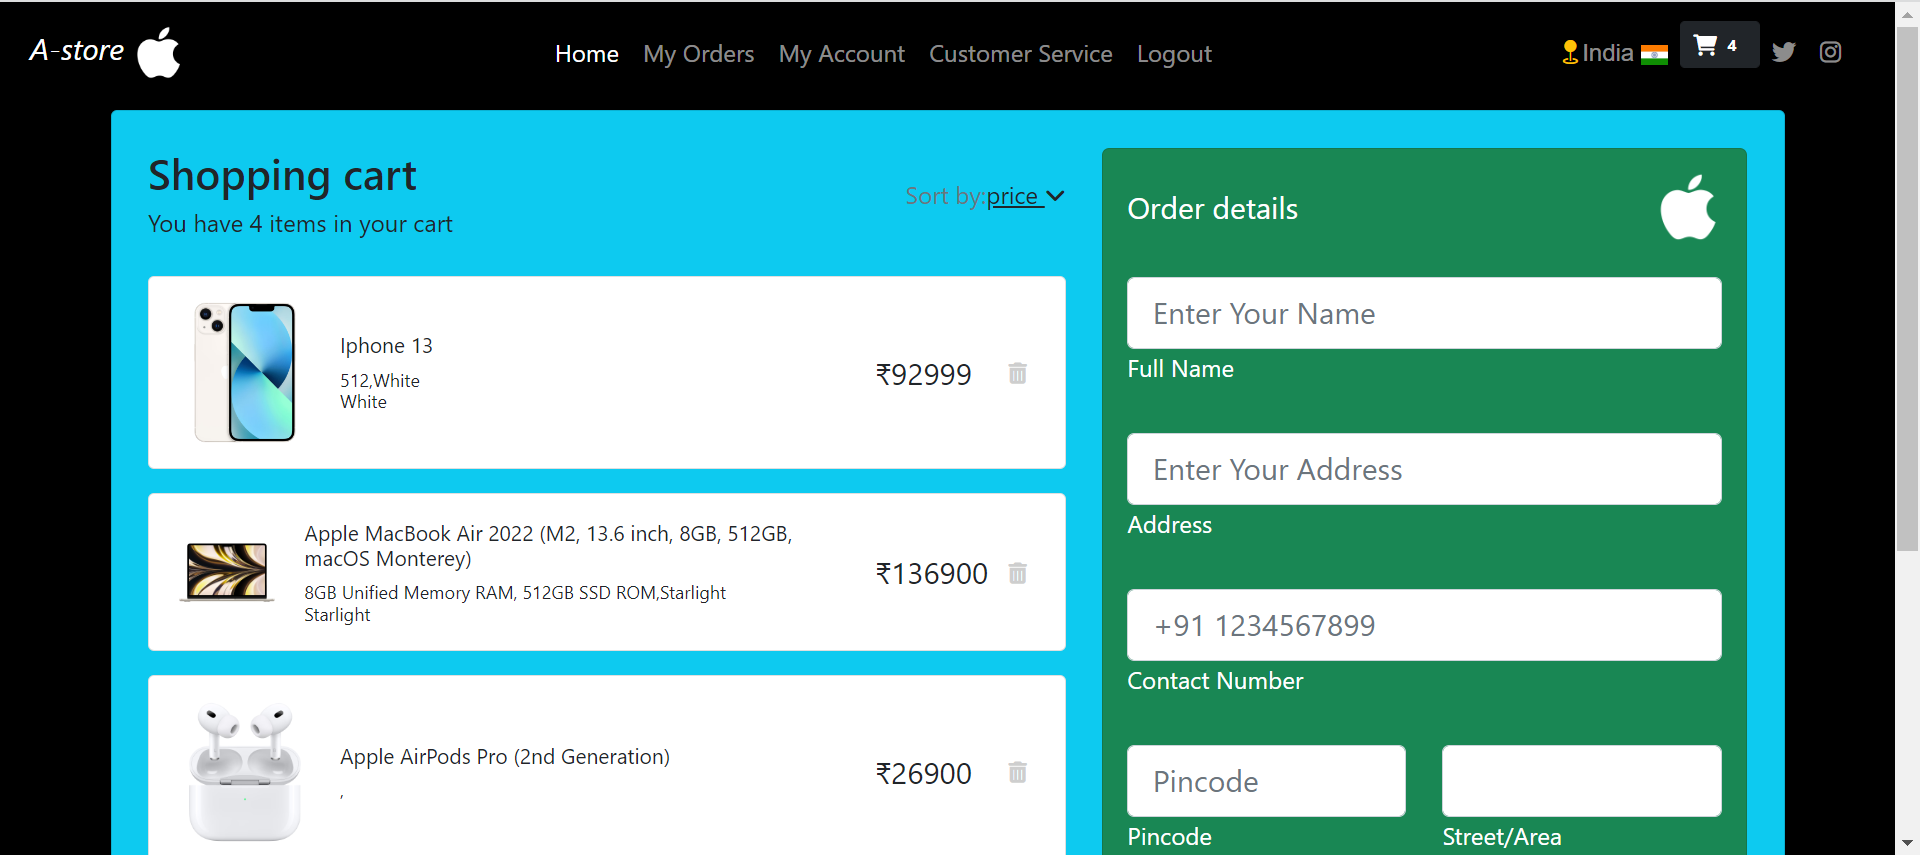 A-store
Home My Orders My Account Customer Service Logout
India 4
Shopping cart
You have 4 items in your cart
Sort by:price
Iphone 13
512,White
White
₹92999
Apple MacBook Air 2022 (M2, 13.6 inch, 8GB, 512GB,
macOS Monterey)
8GB Unified Memory RAM, 512GB SSD ROM,Starlight
Starlight
₹136900
Apple AirPods Pro (2nd Generation)
,
₹26900
Order details
Enter Your Name
Full Name
Enter Your Address
Address
+91 1234567899
Contact Number
Pincode
Pincode Street/Area